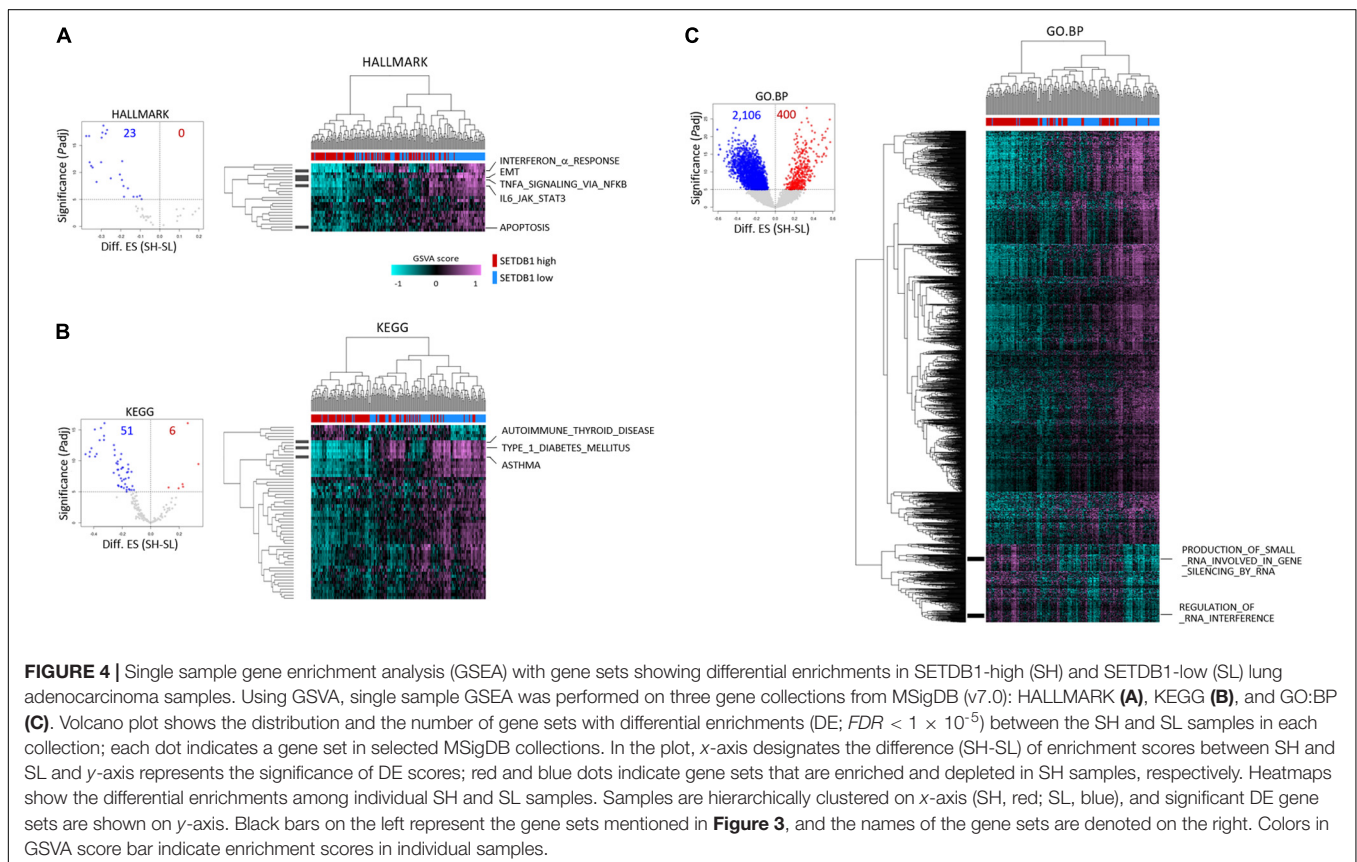 A
HALLMARK
HALLMARK
23
0
Significance (Padj)
Diff. ES (SH-SL)
INTERFERON_α_RESPONSE
EMT
TNFA_SIGNALING_VIA_NFKB
IL6_JAK_STAT3
APOPTOSIS
GSVA score
-1
0
1
SETDB1 high
SETDB1 low
B
KEGG
KEGG
51
6
Significance (Padj)
Diff. ES (SH-SL)
AUTOIMMUNE_THYROID_DISEASE
TYPE_1_DIABETES_MELLITUS
ASTHMA
C
GO.BP
GO.BP
2,106
400
Significance (Padj)
Diff. ES (SH-SL)
PRODUCTION_OF_SMALL
_RNA_INVOLVED_IN_GENE
_SILENCING_BY_RNA
REGULATION_OF
_RNA_INTERFERENCE
FIGURE 4 | Single sample gene enrichment analysis (GSEA) with gene sets showing differential enrichments in SETDB1-high (SH) and SETDB1-low (SL) lung
adenocarcinoma samples. Using GSVA, single sample GSEA was performed on three gene collections from MSigDB (v7.0): HALLMARK (A), KEGG (B), and GO:BP
(C). Volcano plot shows the distribution and the number of gene sets with differential enrichments (DE; FDR < 1 × 10⁻⁵) between the SH and SL samples in each
collection; each dot indicates a gene set in selected MSigDB collections. In the plot, x-axis designates the difference (SH-SL) of enrichment scores between SH and
SL and y-axis represents the significance of DE scores; red and blue dots indicate gene sets that are enriched and depleted in SH samples, respectively. Heatmaps
show the differential enrichments among individual SH and SL samples. Samples are hierarchically clustered on x-axis (SH, red; SL, blue), and significant DE gene
sets are shown on y-axis. Black bars on the left represent the gene sets mentioned in Figure 3, and the names of the gene sets are denoted on the right. Colors in
GSVA score bar indicate enrichment scores in individual samples.